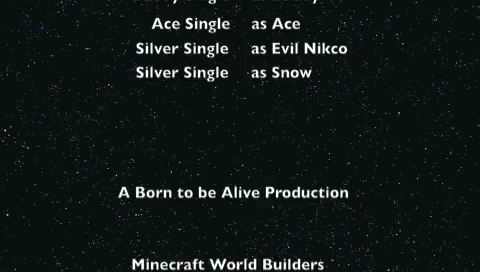 Ace Single as Ace
Silver Single as Evil Nikco
Silver Single as Snow
A Born to be Alive Production
Minecraft World Builders